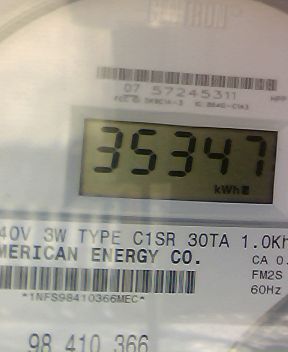 TRON
07 57245311
35347
kWh
40V 3W TYPE C1SR 30TA 1.0Kh
MERICAN ENERGY CO.
CA 0.
FM2S
60Hz
*1NFS98410366MEC*
98 410 366